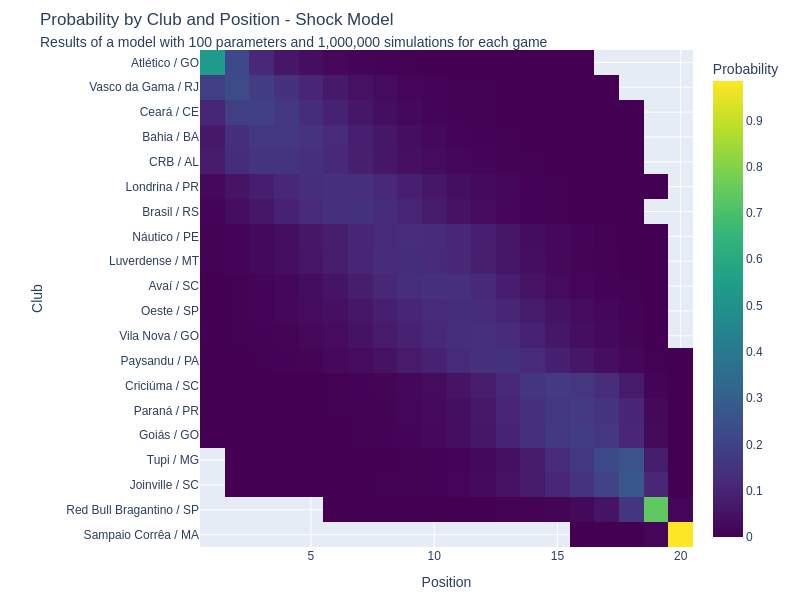 Probability by Club and Position - Shock Model
Results of a model with 100 parameters and 1,000,000 simulations for each game
Probability
Atlético / GO
Vasco da Gama / RJ
Ceará / CE
Bahia / BA
CRB / AL
Londrina / PR
Brasil / RS
Náutico / PE
Luverdense / MT
Avaí / SC
Oeste / SP
Vila Nova / GO
Paysandu / PA
Criciúma / SC
Paraná / PR
Goiás / GO
Tupi / MG
Joinville / SC
Red Bull Bragantino / SP
Sampaio Corrêa / MA
Club
5
10
15
20
Position
0.9
0.8
0.7
0.6
0.5
0.4
0.3
0.2
0.1
0